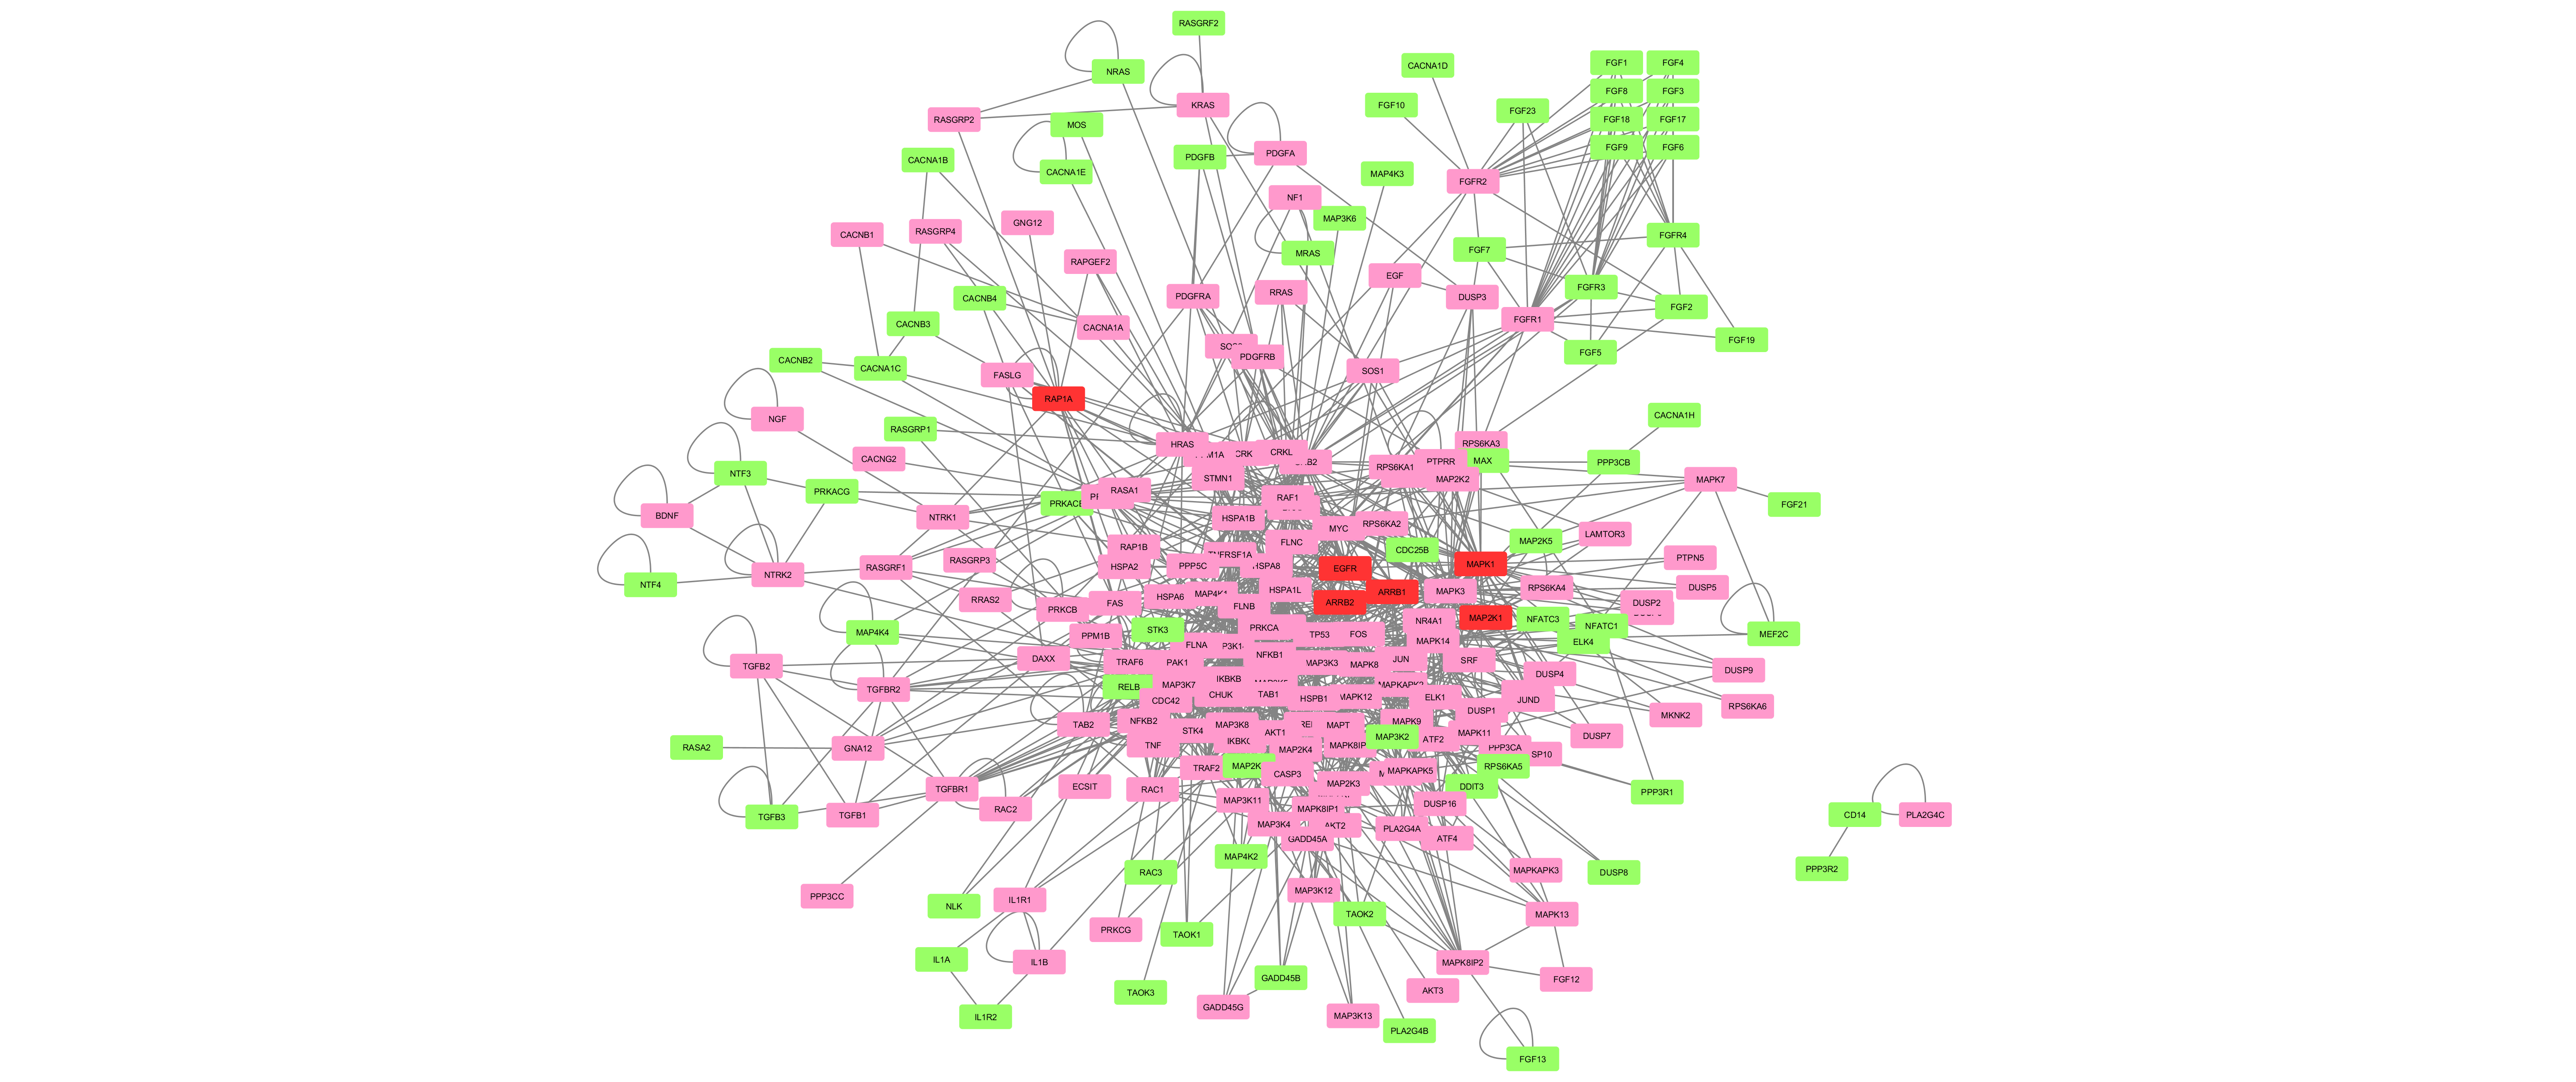 RASGRF2
NRAS
FGF1
FGF4
CACNA1D
FGF8
FGF3
KRAS
FGF10
FGF23
RASGRP2
FGF18
FGF17
MOS
FGF9
FGF6
PDGFA
PDGFB
CACNA1B
CACNA1E
MAP4K3
FGFR2
NF1
MAP3K6
GNG12
RASGRP4
CACNB1
FGFR4
FGF7
MRAS
RAPGEF2
EGF
FGFR3
RRAS
PDGFRA
DUSP3
CACNB4
FGF2
FGFR1
CACNB3
CACNA1A
FGF19
PDGFRB
FGF5
CACNB2
CACNA1C
SOS1
FASLG
RAP1A
CACNA1H
NGF
RASGRP1
HRAS
RPS6KA3
CRK
CRKL
CACNG2
MAX
PTPRR
PPP3CB
RPS6KA1
NTF3
STMN1
MAP2K2
MAPK7
PRKACG
RASA1
RAF1
FGF21
BDNF
NTRK1
HSPA1B
RPS6KA2
MYC
LAMTOR3
MAP2K5
FLNC
RAP1B
CDC25B
RASGRP3
PTPN5
MAPK1
HSPA2
PPP5C
HSPA8
EGFR
RASGRF1
NTRK2
NTF4
DUSP5
RPS6KA4
HSPA1L
MAPK3
ARRB1
HSPA6
MAP4K1
RRAS2
FAS
ARRB2
DUSP2
FLNB
PRKCB
MAP2K1
NFATC3
NR4A1
NFATC1
PRKCA
STK3
MAP4K4
TP53
FOS
MEF2C
PPM1B
MAPK14
ELK4
FLNA
NFKB1
DAXX
TRAF6
PAK1
MAP3K3
MAPK8
JUN
SRF
TGFB2
DUSP9
DUSP4
IKBKB
MAP3K7
RELB
TGFBR2
CHUK
TAB1
HSPB1
MAPK12
ELK1
JUND
CDC42
RPS6KA6
DUSP1
MKNK2
NFKB2
TAB2
MAP3K8
MAPT
MAPK9
STK4
AKT1
MAPK11
DUSP7
MAP3K2
ATF2
TNF
RASA2
GNA12
PPP3CA
MAP2K4
TRAF2
RPS6KA5
CASP3
MAPKAPK5
MAP2K3
DDIT3
ECSIT
TGFBR1
RAC1
PPP3R1
MAP3K11
DUSP16
RAC2
MAPK8IP1
TGFB3
TGFB1
CD14
PLA2G4C
MAP3K4
AKT2
PLA2G4A
GADD45A
ATF4
MAP4K2
PPP3R2
RAC3
MAPKAPK3
DUSP8
MAP3K12
PPP3CC
IL1R1
NLK
TAOK2
MAPK13
PRKCG
TAOK1
IL1A
IL1B
MAPK8IP2
GADD45B
FGF12
AKT3
TAOK3
GADD45G
IL1R2
MAP3K13
PLA2G4B
FGF13